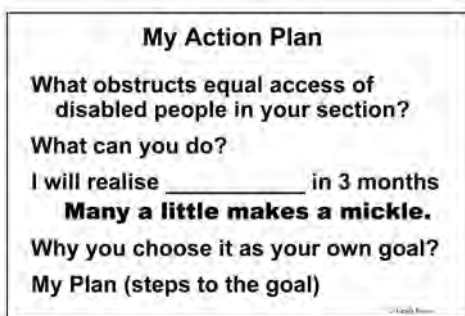 My Action Plan
What obstructs equal access of
disabled people in your section?
What can you do?
I will realise ____________ in 3 months
Many a little makes a mickle.
Why you choose it as your own goal?
My Plan (steps to the goal)